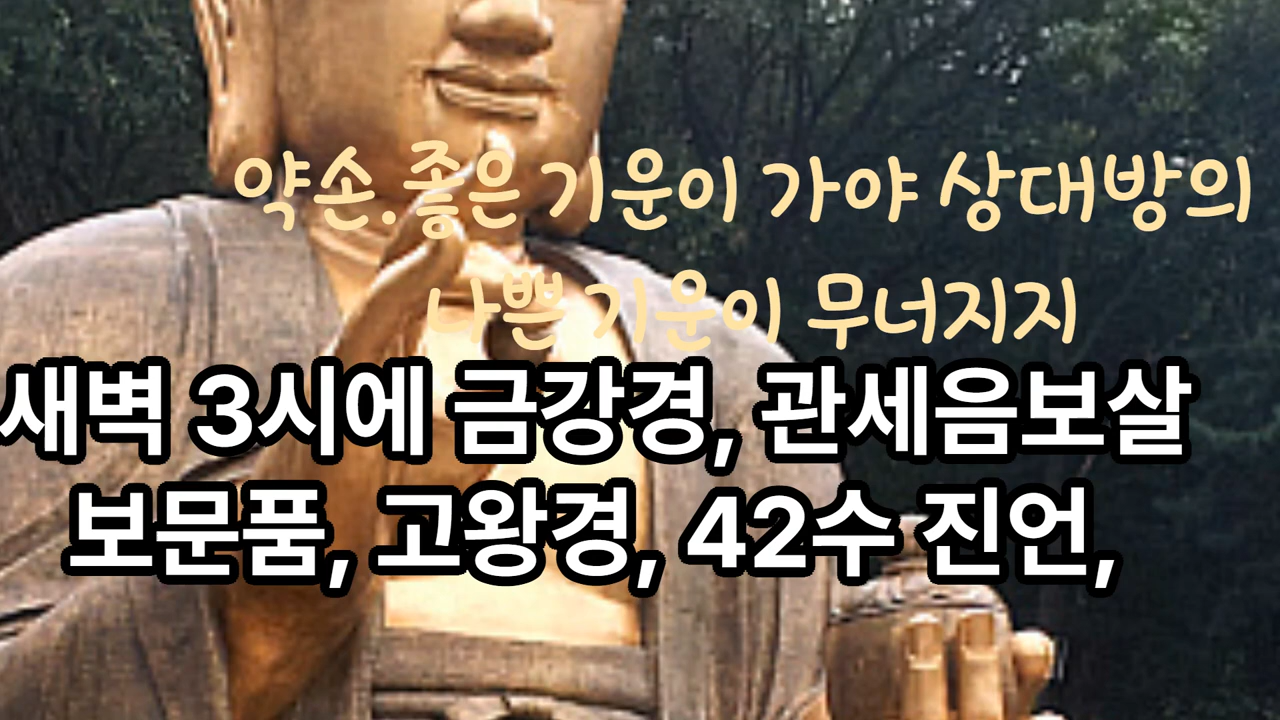 약손.좋은 기운이 가야 상대방의
나쁜 기운이 무너지지
새벽 3시에 금강경, 관세음보살
보문품, 고왕경, 42수 진언,